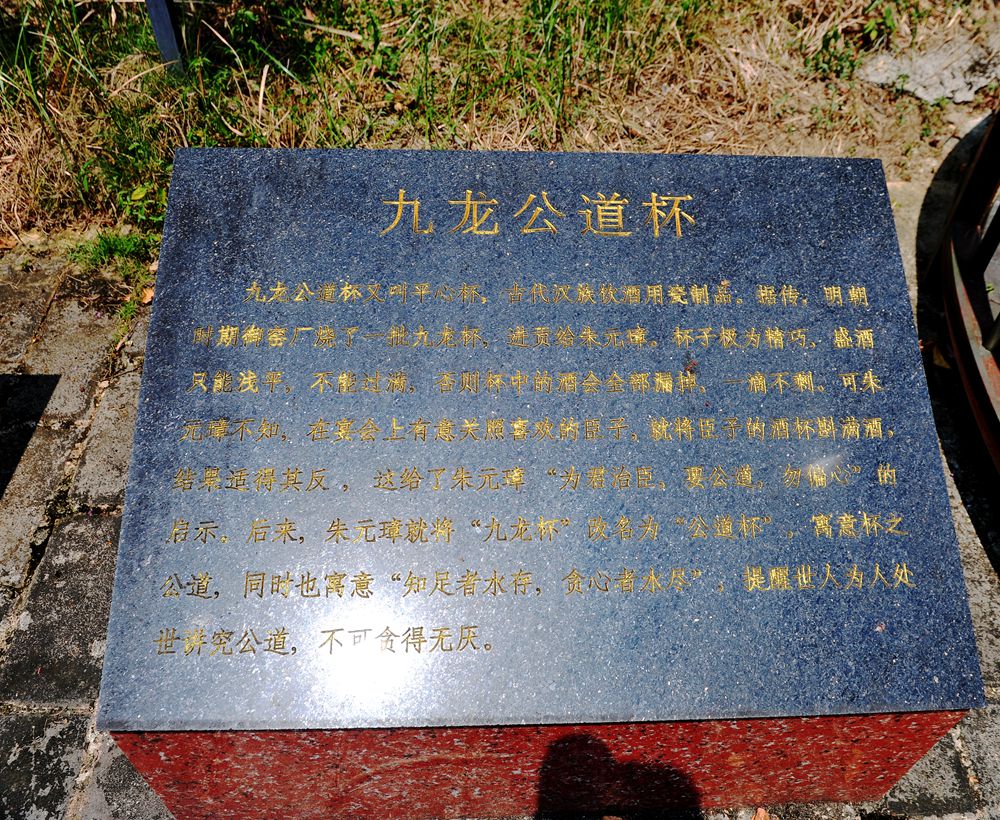 九龙公道杯
九龙公道杯又叫平心杯，古代汉族饮酒用瓷制品。据传，明朝
时期御窑厂烧了一批九龙杯，进贡给朱元璋。杯子极为精巧，盛酒
只能浅平，不能过满，否则杯中的酒会全部漏掉，一滴不剩。可朱
元璋不知，在宴会上有意关照喜欢的臣子，就将臣子的酒杯斟满酒，
结果适得其反，这给了朱元璋“为君治臣，要公道，勿偏心”的
启示。后来，朱元璋就将“九龙杯”改名为“公道杯”，寓意杯之
公道，同时也寓意“知足者水存，贪心者水尽”，提醒世人为人处
世讲究公道，不可贪得无厌。